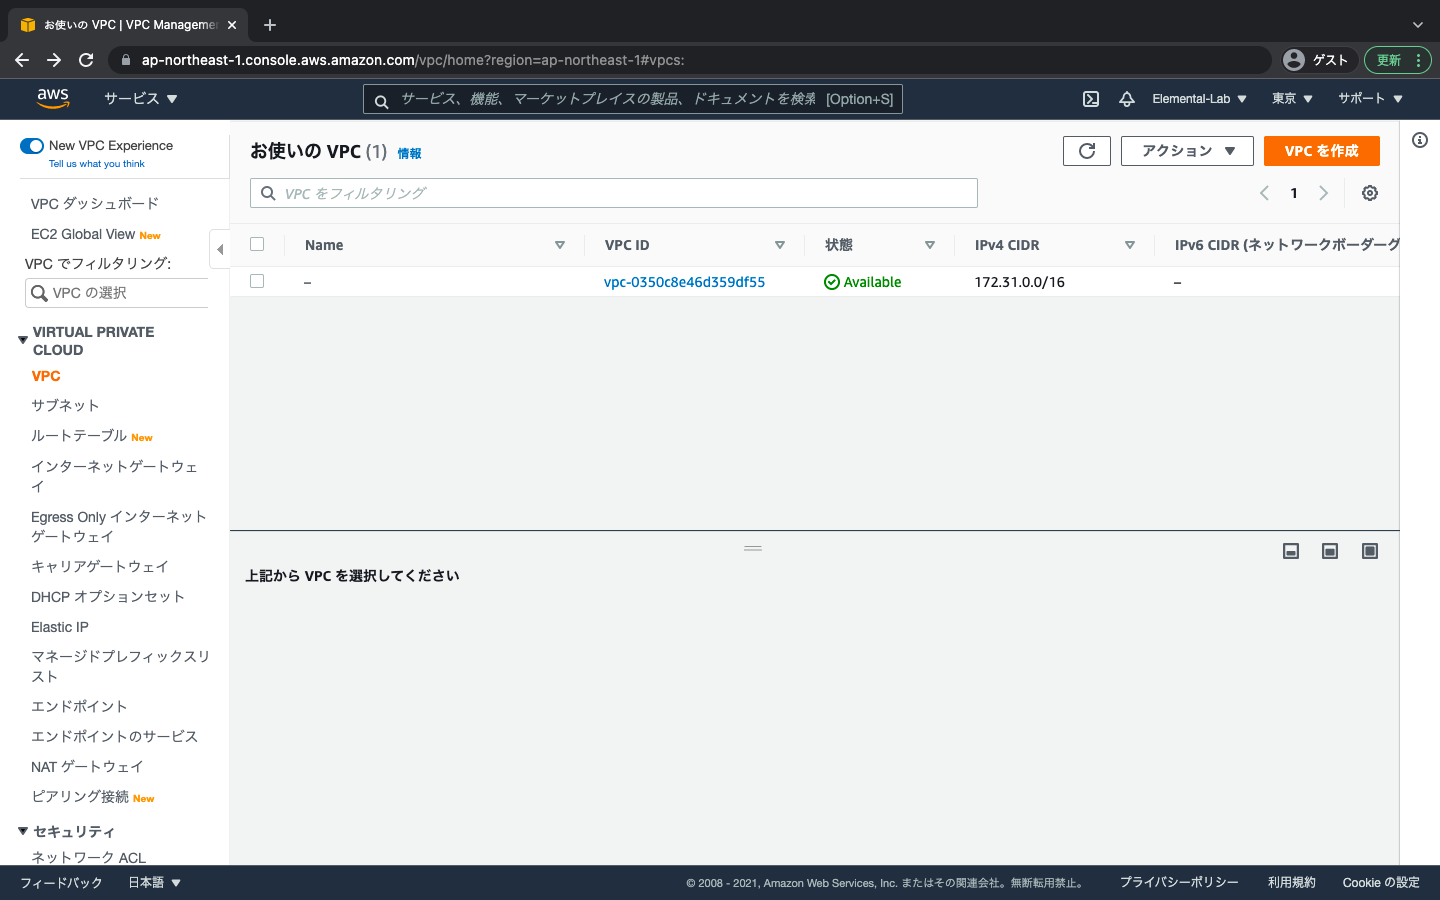 お使いの VPC | VPC Manageme
ap-northeast-1.console.aws.amazon.com/vpc/home?region=ap-northeast-1#vpcs:
ゲスト
更新
aws
サービス
サービス、機能、マーケットプレイスの製品、ドキュメントを検索 [Option+S]
Elemental-Lab
東京
サポート
New VPC Experience
Tell us what you think
VPC ダッシュボード
EC2 Global View New
VPC でフィルタリング:
VPC の選択
VIRTUAL PRIVATE
CLOUD
VPC
サブネット
ルートテーブル New
インターネットゲートウェ
イ
Egress Only インターネット
ゲートウェイ
キャリアゲートウェイ
DHCP オプションセット
Elastic IP
マネージドプレフィックスリ
スト
エンドポイント
エンドポイントのサービス
NAT ゲートウェイ
ピアリング接続 New
セキュリティ
ネットワーク ACL
お使いの VPC (1) 情報
アクション
VPC を作成
VPC をフィルタリング
1
Name VPC ID 状態 IPv4 CIDR IPv6 CIDR (ネットワークボーダーグ
– vpc-0350c8e46d359df55 Available 172.31.0.0/16 –
上記から VPC を選択してください
フィードバック 日本語 © 2008 - 2021, Amazon Web Services, Inc. またはその関連会社。無断転用禁止。 プライバシーポリシー 利用規約 Cookie の設定